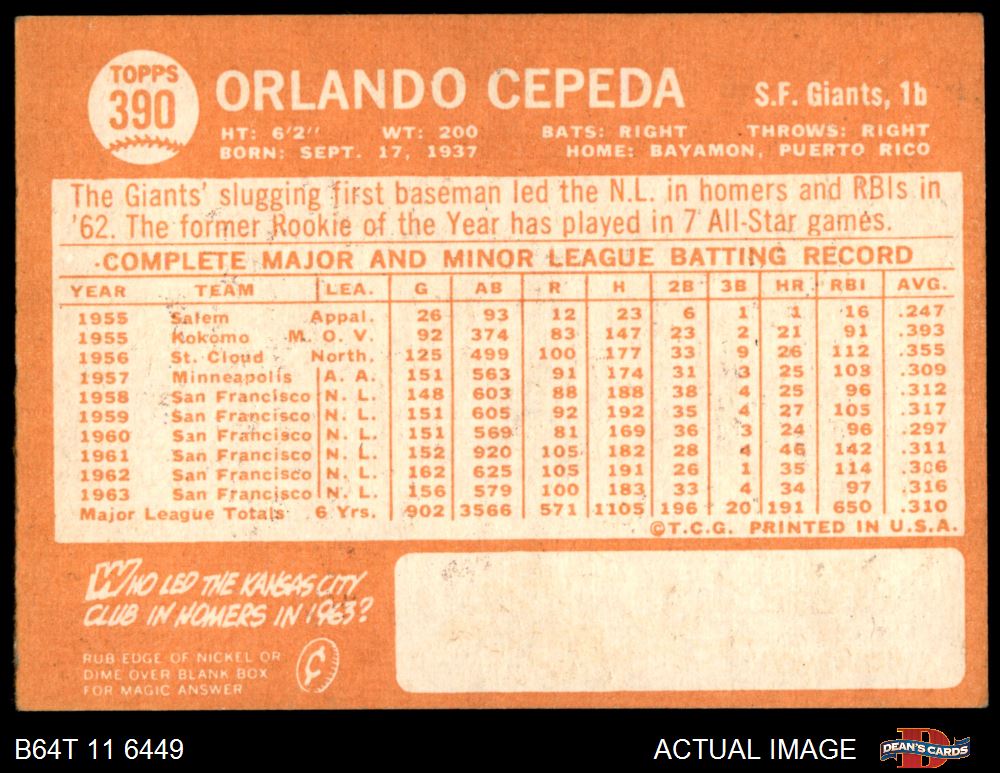 TOPPS
390
ORLANDO CEPEDA
S.F. Giants, 1b
HT: 6'2" WT: 200 BATS: RIGHT THROWS: RIGHT
BORN: SEPT. 17, 1937 HOME: BAYAMON, PUERTO RICO
The Giants' slugging first baseman led the N.L. in homers and RBIs in
'62. The former Rookie of the Year has played in 7 All-Star games.
COMPLETE MAJOR AND MINOR LEAGUE BATTING RECORD
YEAR TEAM LEA. G AB R H 2B 3B HR RBI AVG.
1955 Salem Appal. 26 93 12 23 6 1 1 16 .247
1955 Kokomo M. O. V. 92 374 83 147 23 2 21 91 .393
1956 St. Cloud North. 125 499 100 177 33 9 26 112 .355
1957 Minneapolis A. A. 151 563 91 174 31 3 25 108 .309
1958 San Francisco N. L. 148 603 88 188 38 4 25 96 .312
1959 San Francisco N. L. 151 605 92 192 35 4 27 105 .317
1960 San Francisco N. L. 151 569 81 169 36 3 24 96 .297
1961 San Francisco N. L. 152 920 105 182 28 4 46 142 .311
1962 San Francisco N. L. 162 625 105 191 26 1 35 114 .306
1963 San Francisco N. L. 156 579 100 183 33 4 34 97 .316
Major League Totals 6 Yrs. 902 3566 571 1105 196 20 191 650 .310
©T.C.G. PRINTED IN U.S.A.
WHO LED THE KANSAS CITY
CLUB IN HOMERS IN 1963?
RUB EDGE OF NICKEL OR
DIME OVER BLANK BOX
FOR MAGIC ANSWER
B64T 11 6449
ACTUAL IMAGE
DEAN'S CARDS